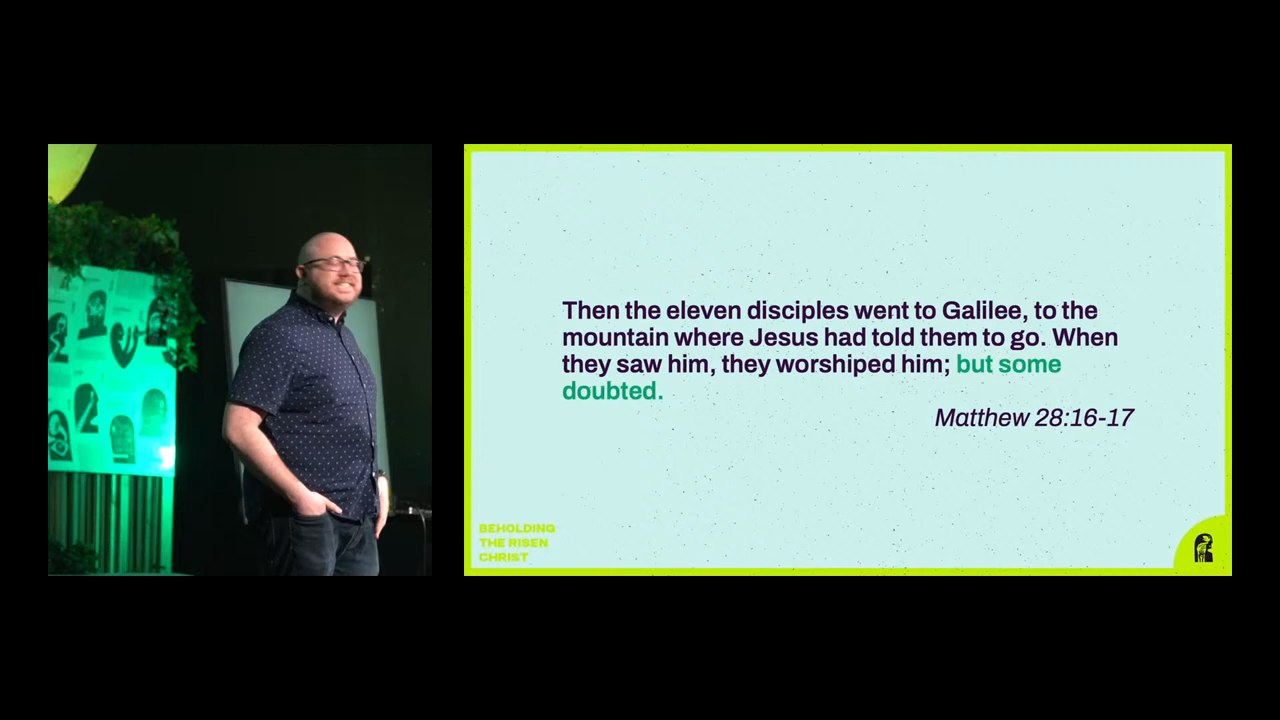 Then the eleven disciples went to Galilee, to the
mountain where Jesus had told them to go. When
they saw him, they worshiped him; but some
doubted.
Matthew 28:16-17
BEHOLDING
THE RISEN
CHRIST